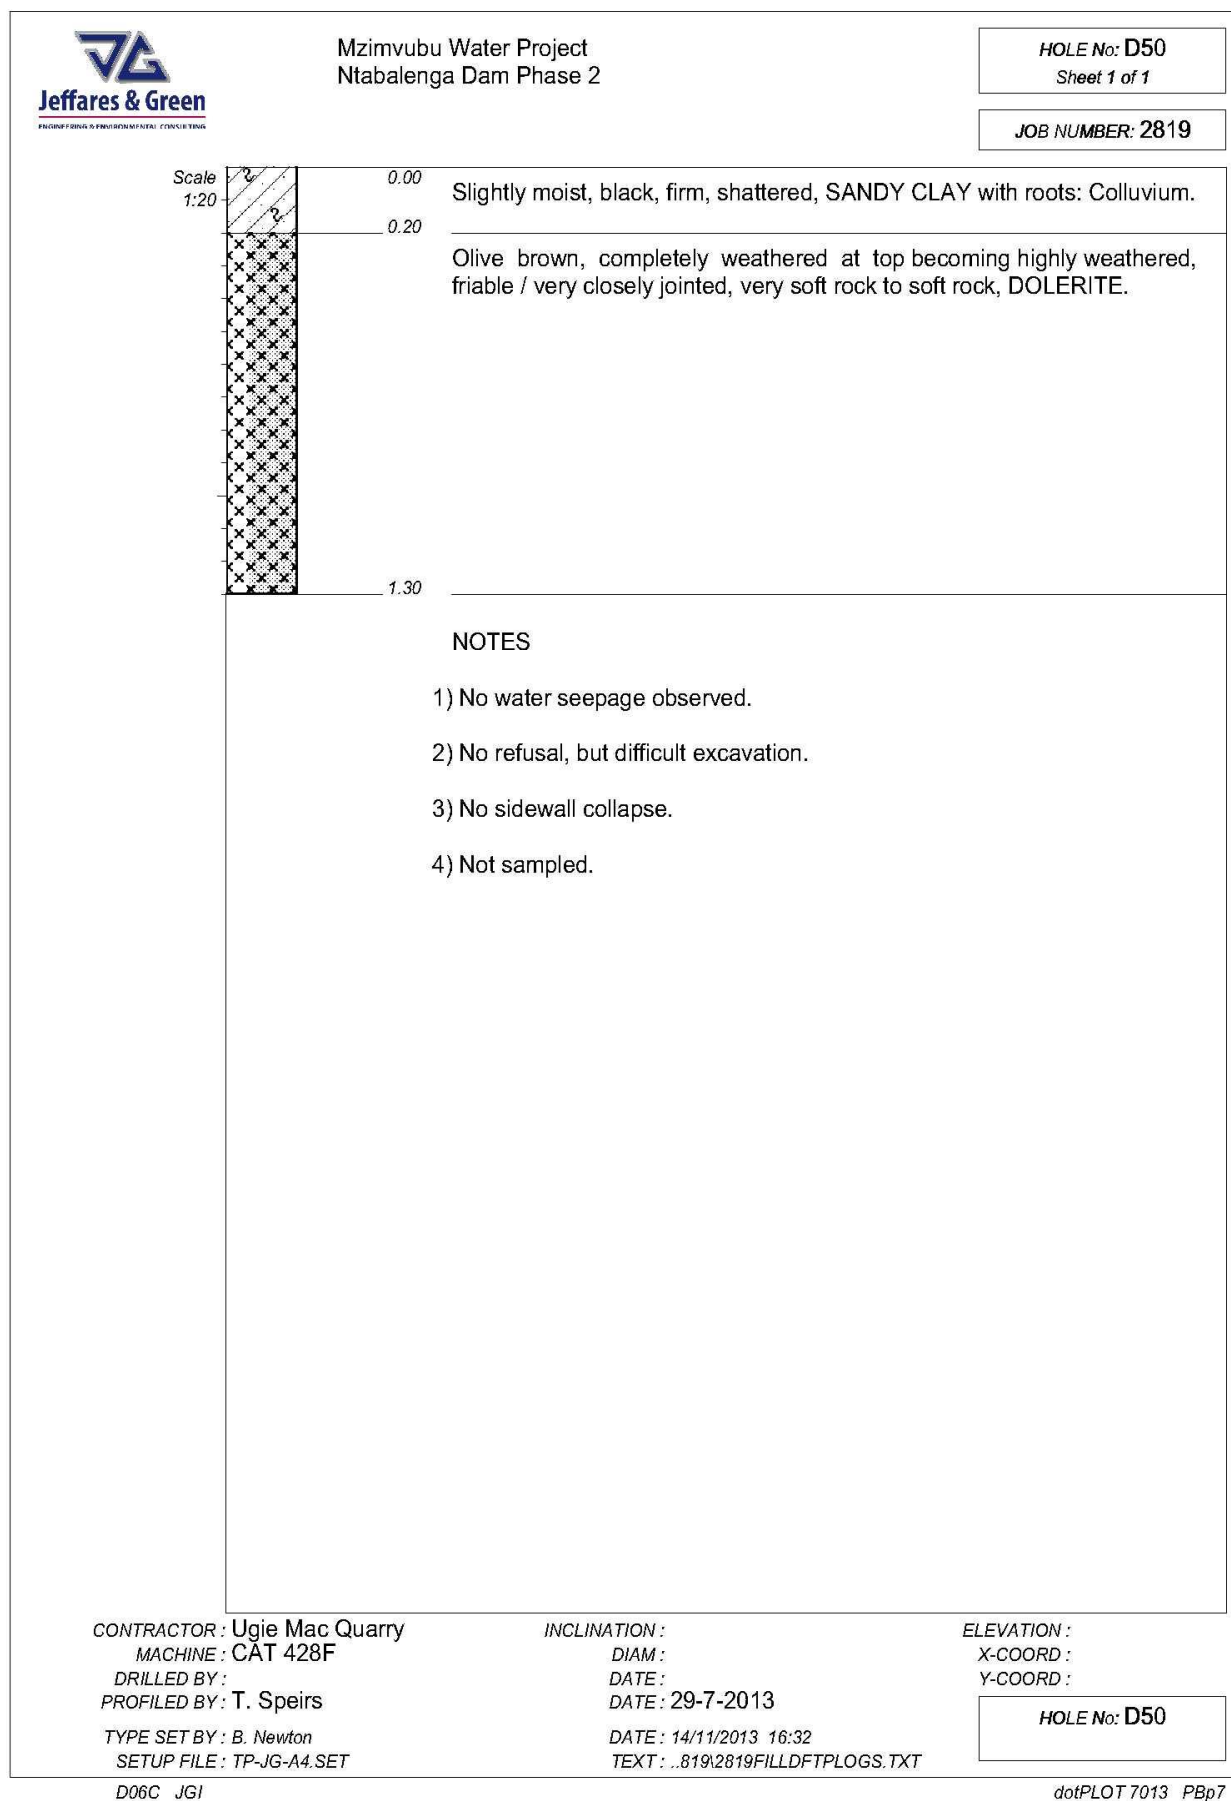 Jeffares & Green
ENGINEERING & ENVIRONMENTAL CONSULTING
Mzimvubu Water Project
Ntabalenga Dam Phase 2
HOLE No: D50
Sheet 1 of 1
JOB NUMBER: 2819
Scale
1:20
0.00
Slightly moist, black, firm, shattered, SANDY CLAY with roots: Colluvium.
0.20
Olive brown, completely weathered at top becoming highly weathered,
friable / very closely jointed, very soft rock to soft rock, DOLERITE.
1.30
NOTES
1) No water seepage observed.
2) No refusal, but difficult excavation.
3) No sidewall collapse.
4) Not sampled.
CONTRACTOR : Ugie Mac Quarry
MACHINE : CAT 428F
DRILLED BY :
PROFILED BY : T. Speirs
TYPE SET BY : B. Newton
SETUP FILE : TP-JG-A4.SET
INCLINATION :
DIAM :
DATE :
DATE : 29-7-2013
DATE : 14/11/2013 16:32
TEXT : ..819\2819FILLDFTPLOGS.TXT
ELEVATION :
X-COORD :
Y-COORD :
HOLE No: D50
D06C JGI
dotPLOT 7013 PBp7